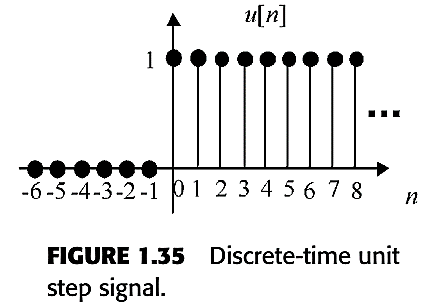 u[n]
1
...
-6 -5 -4 -3 -2 -1 0 1 2 3 4 5 6 7 8
n
FIGURE 1.35 Discrete-time unit
step signal.